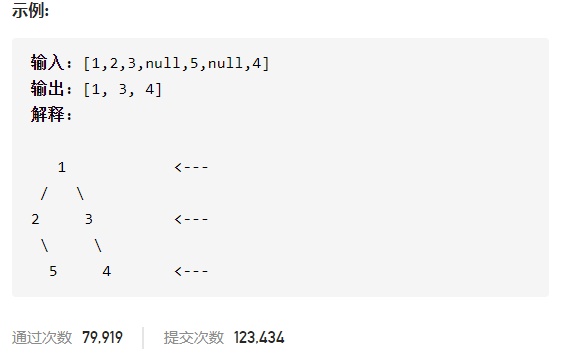 示例:
输入: [1,2,3,null,5,null,4]
输出: [1, 3, 4]
解释:
   1            <---
 /   \
2     3         <---
 \     \
  5     4       <---
通过次数 79,919 提交次数 123,434